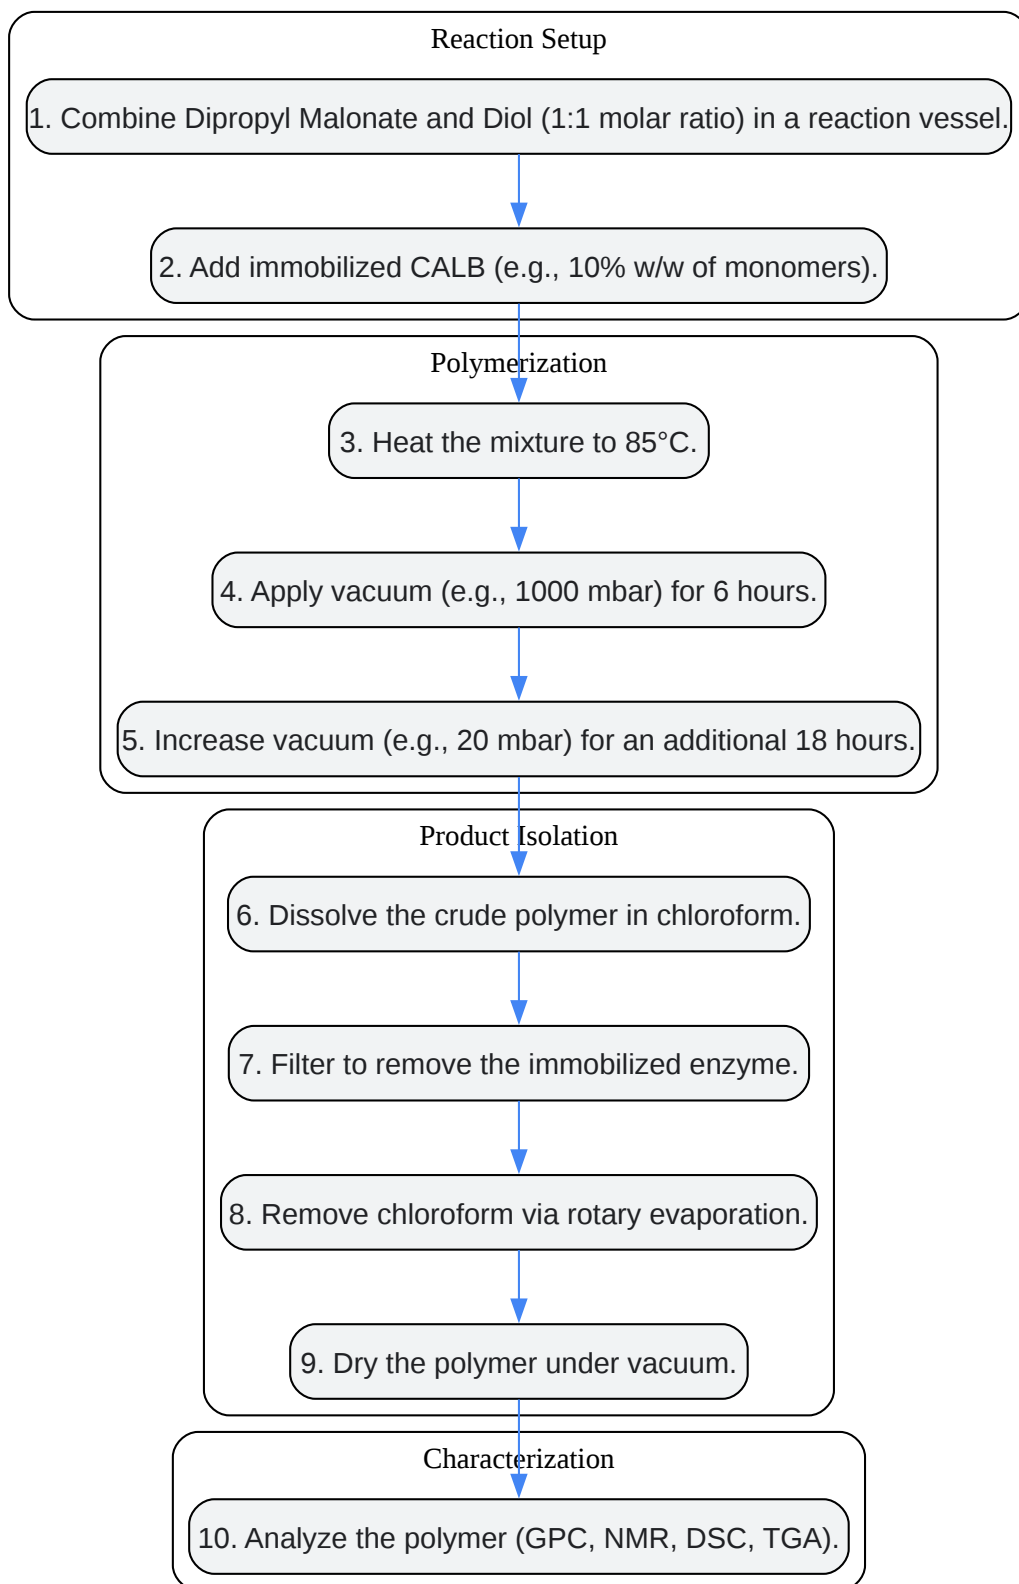 Reaction Setup
1. Combine Dipropyl Malonate and Diol (1:1 molar ratio) in a reaction vessel.
2. Add immobilized CALB (e.g., 10% w/w of monomers).
Polymerization
3. Heat the mixture to 85°C.
4. Apply vacuum (e.g., 1000 mbar) for 6 hours.
5. Increase vacuum (e.g., 20 mbar) for an additional 18 hours.
Product Isolation
6. Dissolve the crude polymer in chloroform.
7. Filter to remove the immobilized enzyme.
8. Remove chloroform via rotary evaporation.
9. Dry the polymer under vacuum.
Characterization
10. Analyze the polymer (GPC, NMR, DSC, TGA).